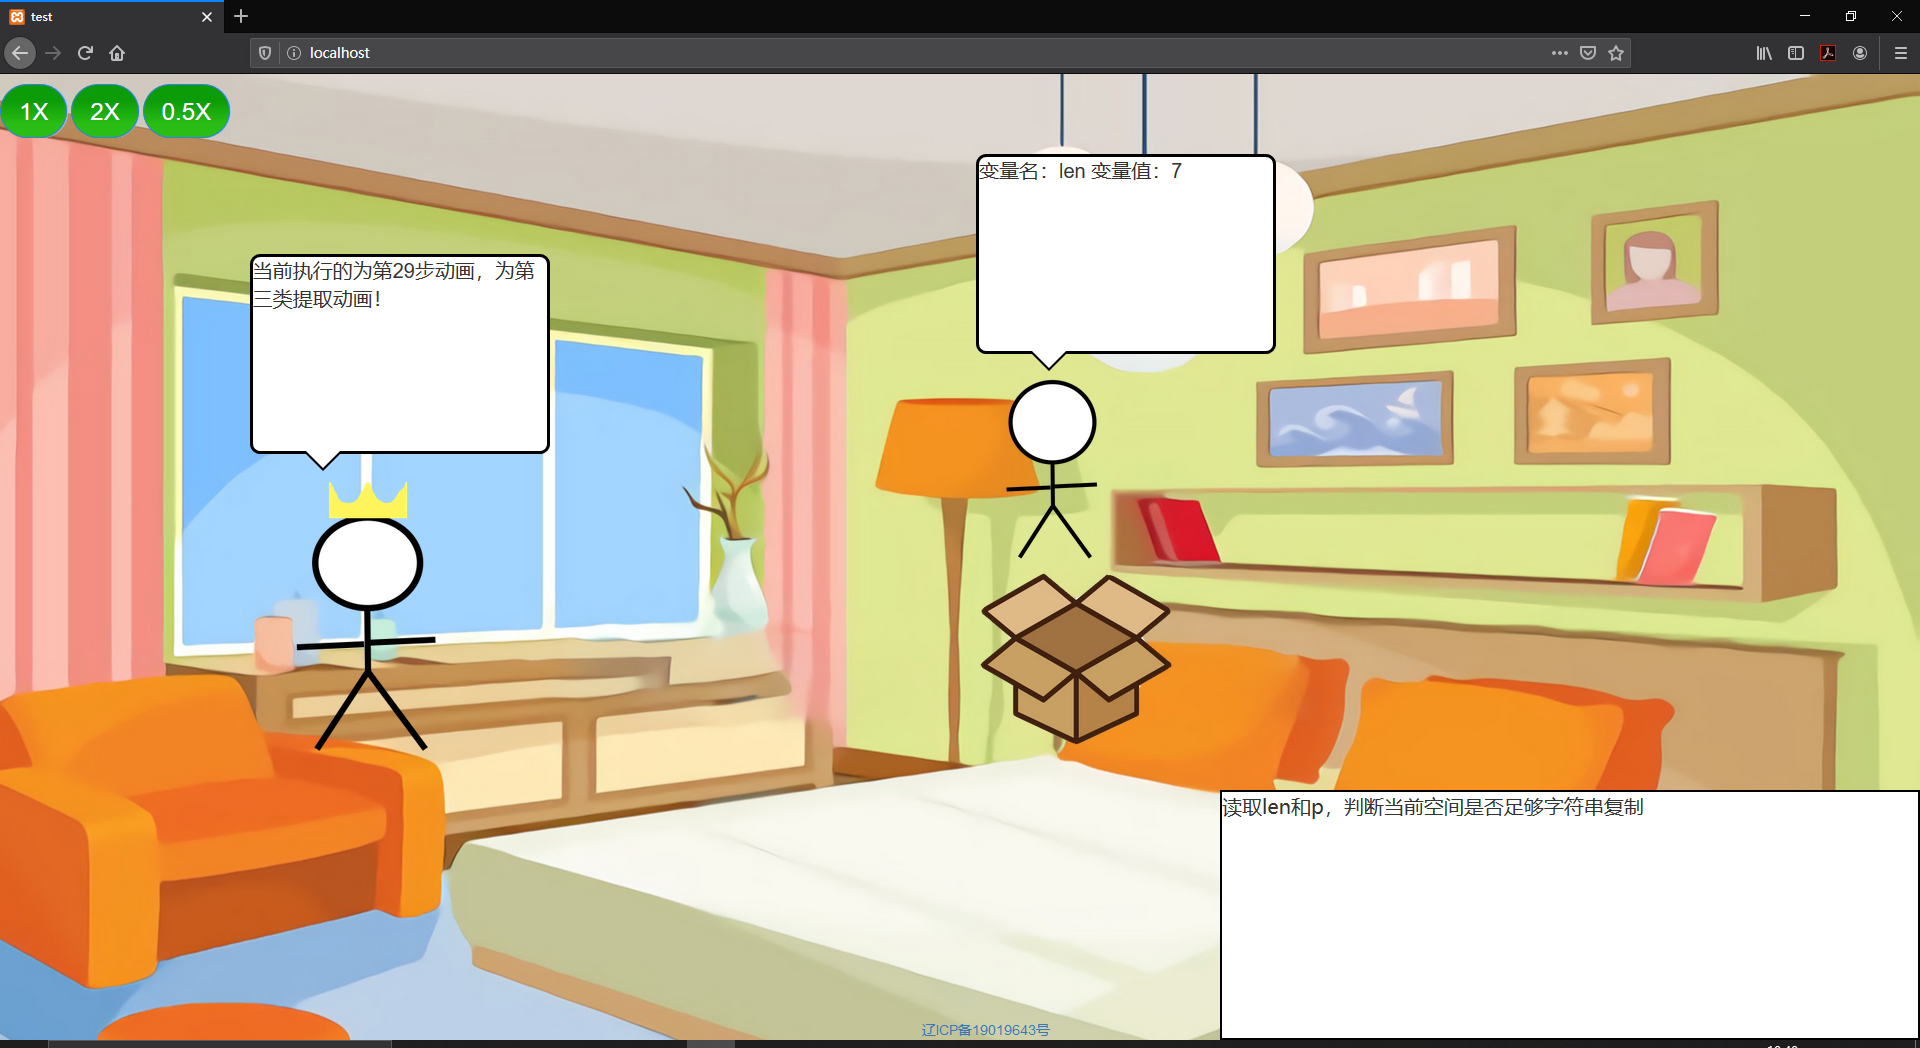 test
localhost
1X 2X 0.5X
变量名：len 变量值：7
当前执行的为第29步动画，为第
三类提取动画！
读取len和p，判断当前空间是否足够字符串复制
辽ICP备19019643号